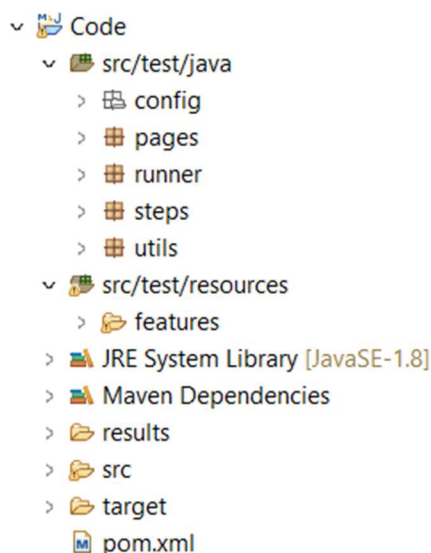 Code
src/test/java
config
pages
runner
steps
utils
src/test/resources
features
JRE System Library [JavaSE-1.8]
Maven Dependencies
results
src
target
pom.xml